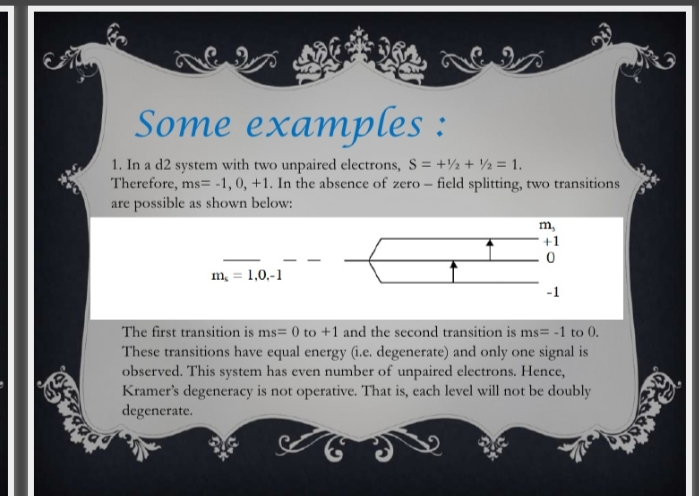 Some examples :
1. In a d2 system with two unpaired electrons, S = +½ + ½ = 1.
Therefore, ms= -1, 0, +1. In the absence of zero – field splitting, two transitions
are possible as shown below:
mₛ
+1
0
mₛ = 1,0,-1
-1
The first transition is ms= 0 to +1 and the second transition is ms= -1 to 0.
These transitions have equal energy (i.e. degenerate) and only one signal is
observed. This system has even number of unpaired electrons. Hence,
Kramer's degeneracy is not operative. That is, each level will not be doubly
degenerate.